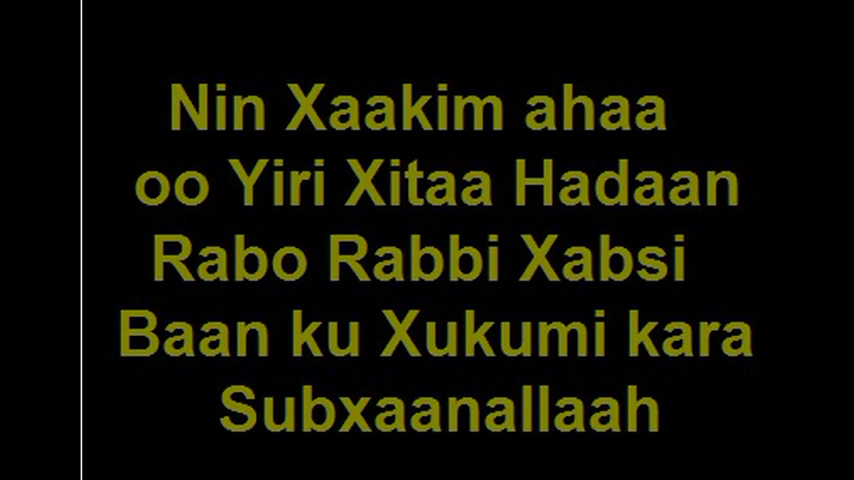 Nin Xaakim ahaa
oo Yiri Xitaa Hadaan
Rabo Rabbi Xabsi
Baan ku Xukumi kara
Subxaanallaah